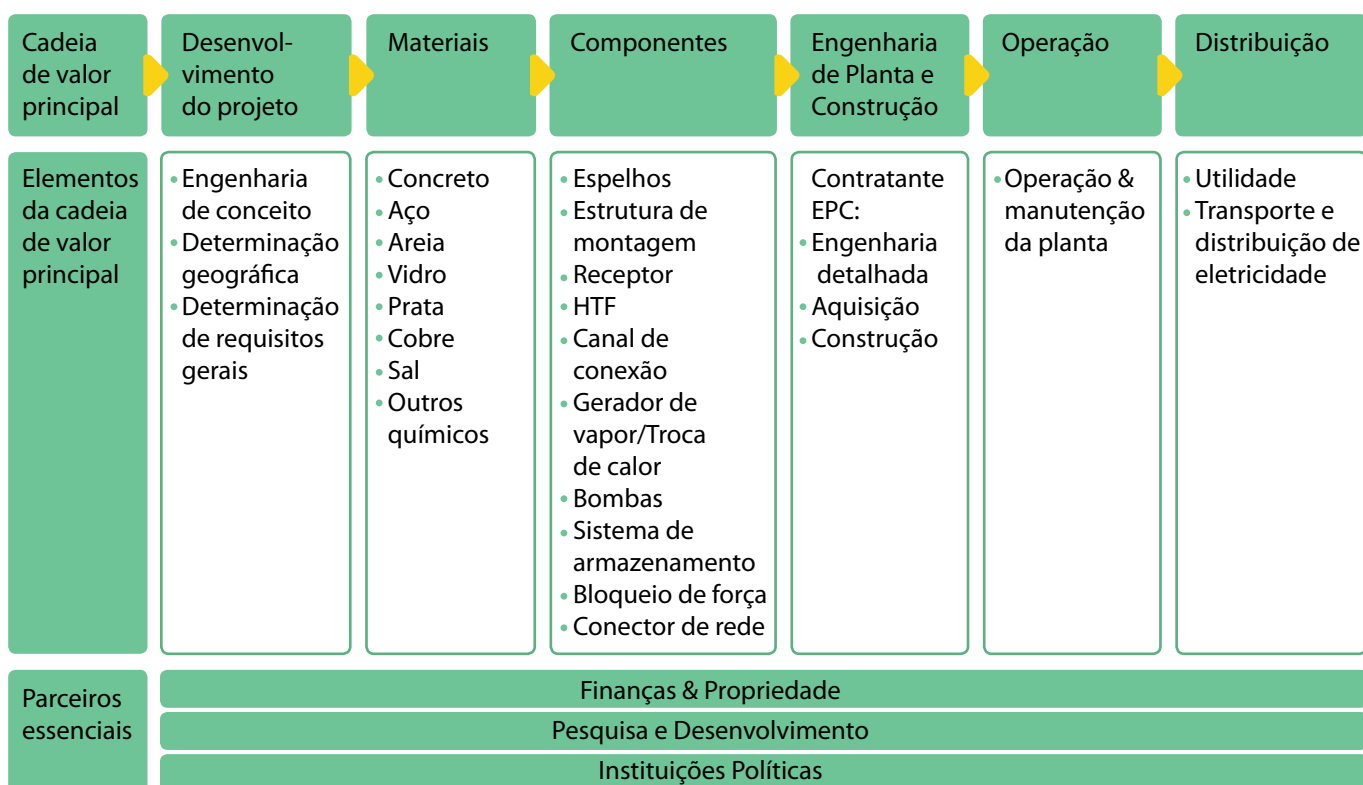 Cadeia
de valor
principal
Desenvol-
vimento
do projeto
Materiais
Componentes
Engenharia
de Planta e
Construção
Operação
Distribuição
Elementos
da cadeia
de valor
principal
• Engenharia
de conceito
• Determinação
geográfica
• Determinação
de requisitos
gerais
• Concreto
• Aço
• Areia
• Vidro
• Prata
• Cobre
• Sal
• Outros
químicos
• Espelhos
• Estrutura de
montagem
• Receptor
• HTF
• Canal de
conexão
• Gerador de
vapor/Troca
de calor
• Bombas
• Sistema de
armazenamento
• Bloqueio de força
• Conector de rede
Contratante
EPC:
• Engenharia
detalhada
• Aquisição
• Construção
• Operação &
manutenção
da planta
• Utilidade
• Transporte e
distribuição de
eletricidade
Parceiros
essenciais
Finanças & Propriedade
Pesquisa e Desenvolvimento
Instituições Políticas